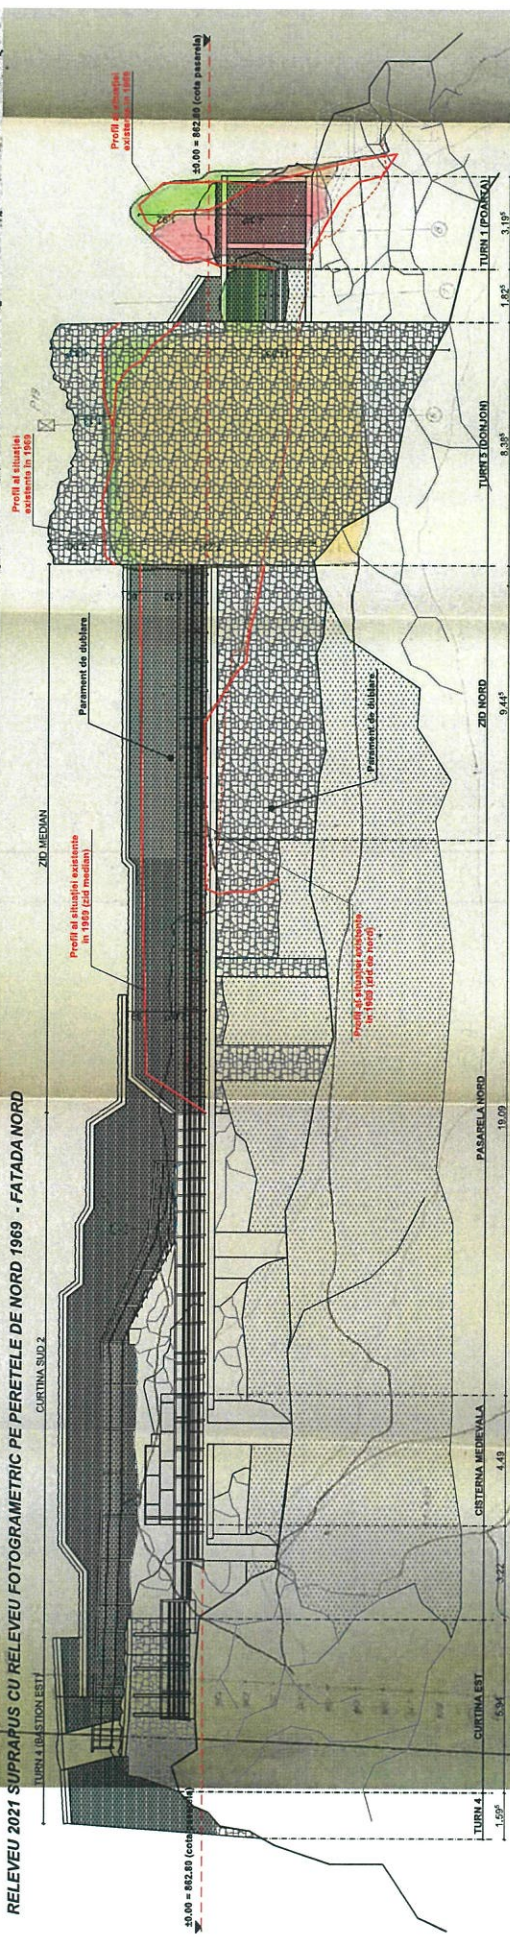 RELEVEU 2021 SUPRAPUS CU RELEVEU FOTOGRAMETRIC PE PERETELE DE NORD 1969 - FATADA NORD
TURN 4 (BASTION EST)
CURTINA SUD 2
ZID MEDIAN
Profil al situației existente
în 1969 (zid median)
Parament de dublare
Profil al situației
existente în 1969
Profil al situației
existente în 1969
±0.00 = 862.80 (cota pasarela)
±0.00 = 862.80 (cota pasarela)
Parament de dublare
Profil al situației existente
în 1969 (zid de nord)
TURN 4
CURTINA EST
CISTERNA MEDIEVALA
PASARELA NORD
ZID NORD
TURN 5 (DONJON)
TURN 1 (POARTA)
1,59⁵
5,94
3,22
4,49
19,09
9,44⁵
8,38⁵
1,82⁵
3,19⁵